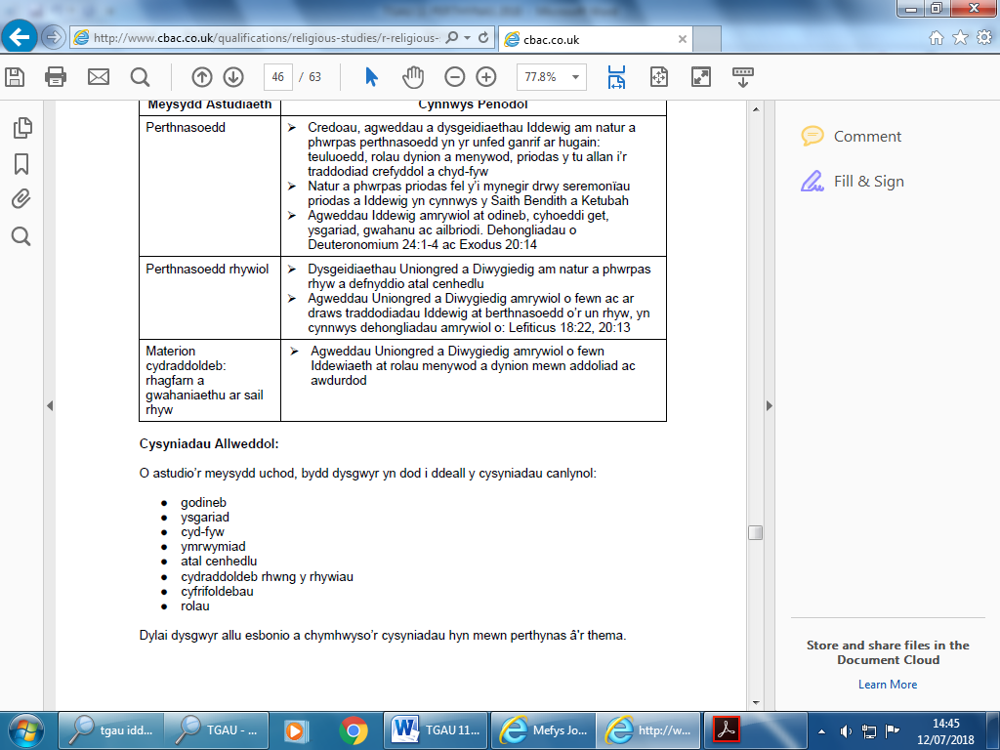 http://www.cbac.co.uk/qualifications/religious-studies/r-religious-
cbac.co.uk
46 / 63
77.8%
Meysydd Astudiaeth
Cynnwys Penodol
Perthnasoedd
Credoau, agweddau a dysgeidiaethau Iddewig am natur a
phwrpas perthnasoedd yn yr unfed ganrif ar hugain:
teuluoedd, rolau dynion a menywod, priodas y tu allan i'r
traddodiad crefyddol a chyd-fyw
Natur a phwrpas priodas fel y'i mynegir drwy seremonïau
priodas a Iddewig yn cynnwys y Saith Bendith a Ketubah
Agweddau Iddewig amrywiol at odineb, cyhoeddi get,
ysgariad, gwahanu ac ailbriodi. Dehongliadau o
Deuteronomium 24:1-4 ac Exodus 20:14
Perthnasoedd rhywiol
Dysgeidiaethau Uniongred a Diwygiedig am natur a phwrpas
rhyw a defnyddio atal cenhedlu
Agweddau Uniongred a Diwygiedig amrywiol o fewn ac ar
draws traddodiadau Iddewig at berthnasoedd o'r un rhyw, yn
cynnwys dehongliadau amrywiol o: Lefiticus 18:22, 20:13
Materion
cydraddoldeb:
rhagfarn a
gwahaniaethu ar sail
rhyw
Agweddau Uniongred a Diwygiedig amrywiol o fewn
Iddewiaeth at rolau menywod a dynion mewn addoliad ac
awdurdod
Cysyniadau Allweddol:
O astudio'r meysydd uchod, bydd dysgwyr yn dod i ddeall y cysyniadau canlynol:
godineb
ysgariad
cyd-fyw
ymrwymiad
atal cenhedlu
cydraddoldeb rhwng y rhywiau
cyfrifoldebau
rolau
Dylai dysgwyr allu esbonio a chymhwyso'r cysyniadau hyn mewn perthynas â'r thema.
Comment
Fill & Sign
Store and share files in the
Document Cloud
Learn More
tgau idd...
TGAU - ...
TGAU 11...
Mefys Jo...
http://w...
14:45
12/07/2018